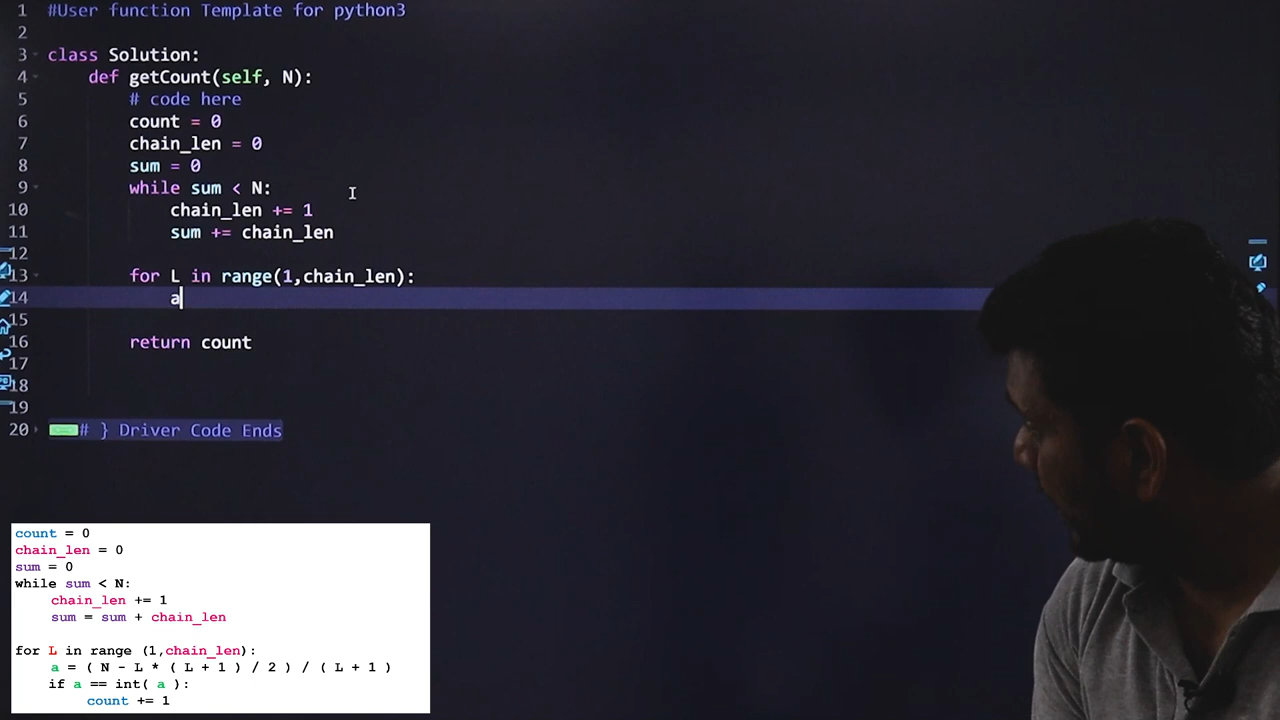 1 #User function Template for python3
2
3 class Solution:
4 def getCount(self, N):
5 # code here
6 count = 0
7 chain_len = 0
8 sum = 0
9 while sum < N:
10 chain_len += 1
11 sum += chain_len
12
13 for L in range(1,chain_len):
14 a
15
16 return count
17
18
19
20 # } Driver Code Ends
count = 0
chain_len = 0
sum = 0
while sum < N:
chain_len += 1
sum = sum + chain_len
for L in range (1,chain_len):
a = ( N - L * ( L + 1 ) / 2 ) / ( L + 1 )
if a == int( a ):
count += 1